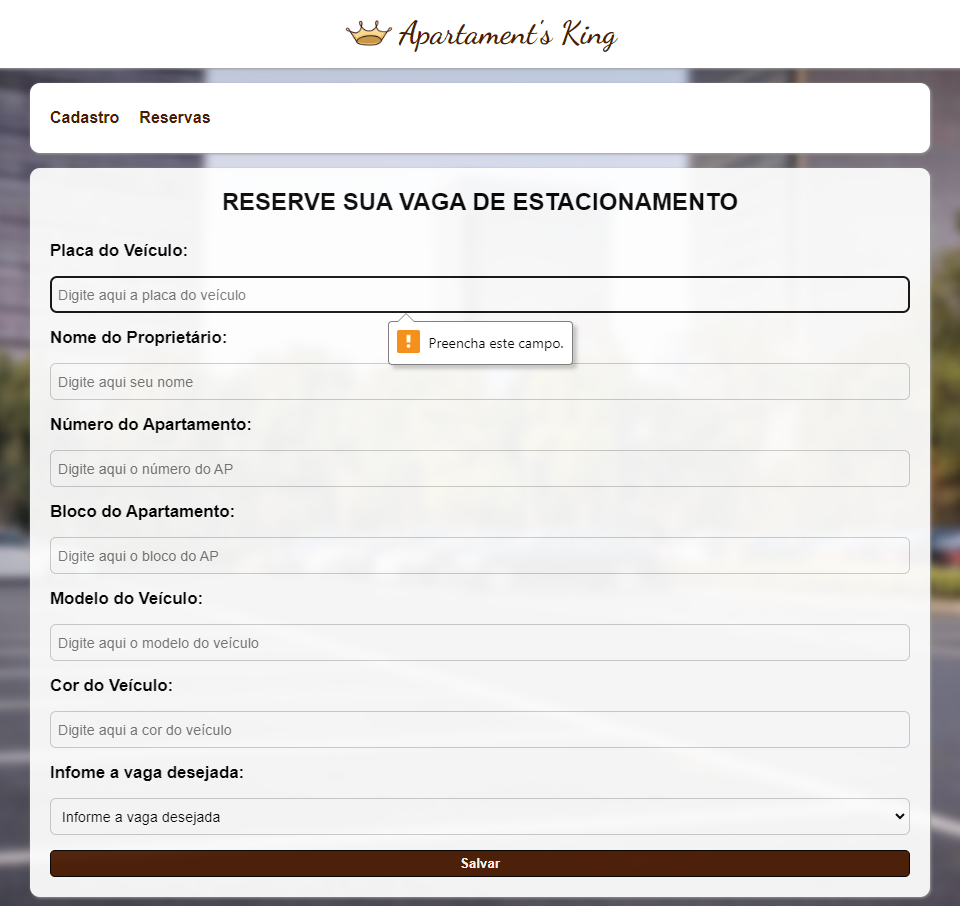 Apartament's King
Cadastro Reservas
RESERVE SUA VAGA DE ESTACIONAMENTO
Placa do Veículo:
Digite aqui a placa do veículo
Preencha este campo.
Nome do Proprietário:
Digite aqui seu nome
Número do Apartamento:
Digite aqui o número do AP
Bloco do Apartamento:
Digite aqui o bloco do AP
Modelo do Veículo:
Digite aqui o modelo do veículo
Cor do Veículo:
Digite aqui a cor do veículo
Infome a vaga desejada:
Informe a vaga desejada
Salvar